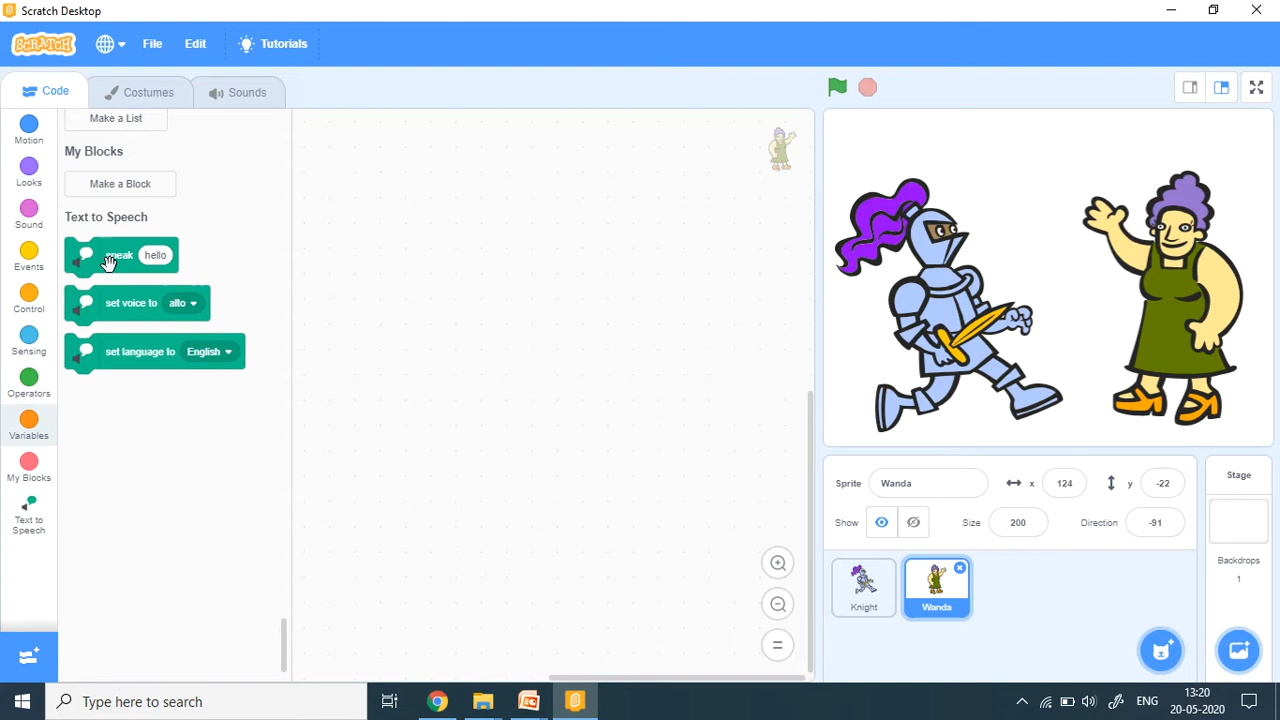 Scratch Desktop
SCRATCH File Edit Tutorials
Code Costumes Sounds
Motion
Looks
Sound
Events
Control
Sensing
Operators
Variables
My Blocks
Text to
Speech
Make a List
My Blocks
Make a Block
Text to Speech
speak hello
set voice to alto
set language to English
Sprite Wanda x 124 y -22
Show Size 200 Direction -91
Knight
Wanda
Stage
Backdrops
1
Type here to search
ENG
13:20
20-05-2020